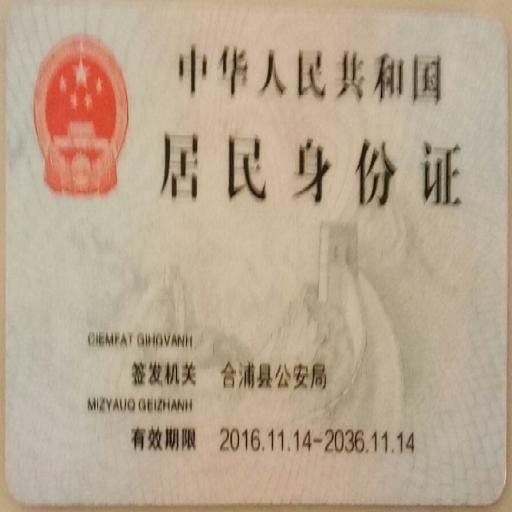 中华人民共和国
居民身份证
CIEMFAT GIHGVANH
签发机关 合浦县公安局
MIZYAUQ GEIZHANH
有效期限 2016.11.14-2036.11.14